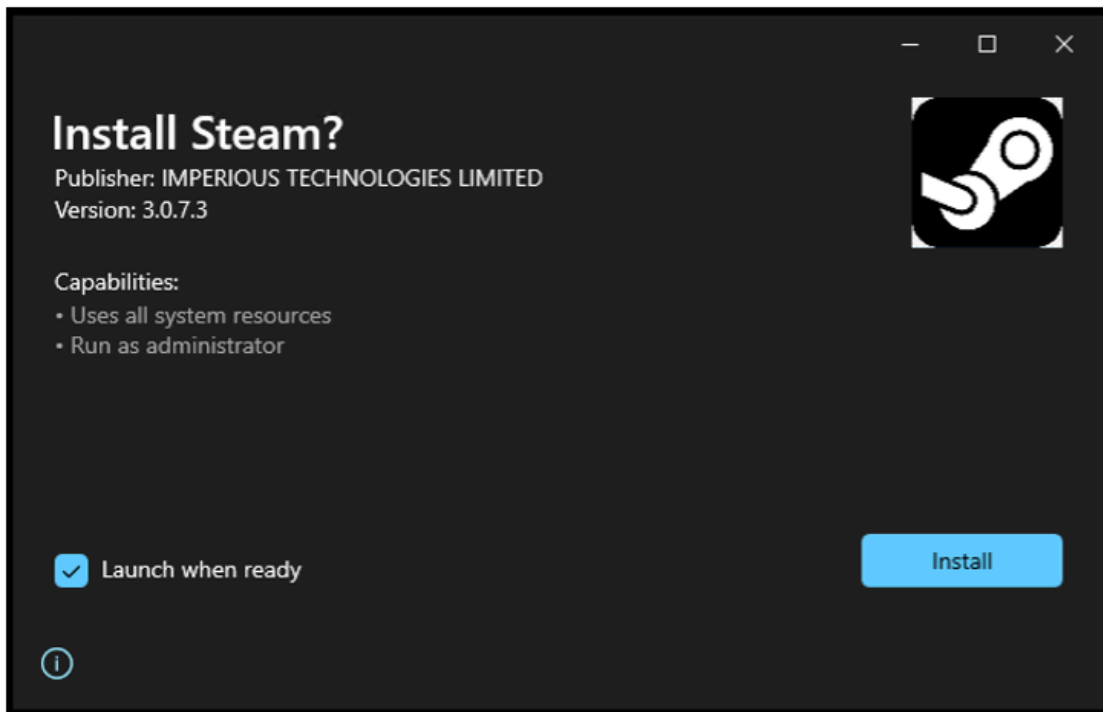 Install Steam?
Publisher: IMPERIOUS TECHNOLOGIES LIMITED
Version: 3.0.7.3
Capabilities:
• Uses all system resources
• Run as administrator
Launch when ready
Install